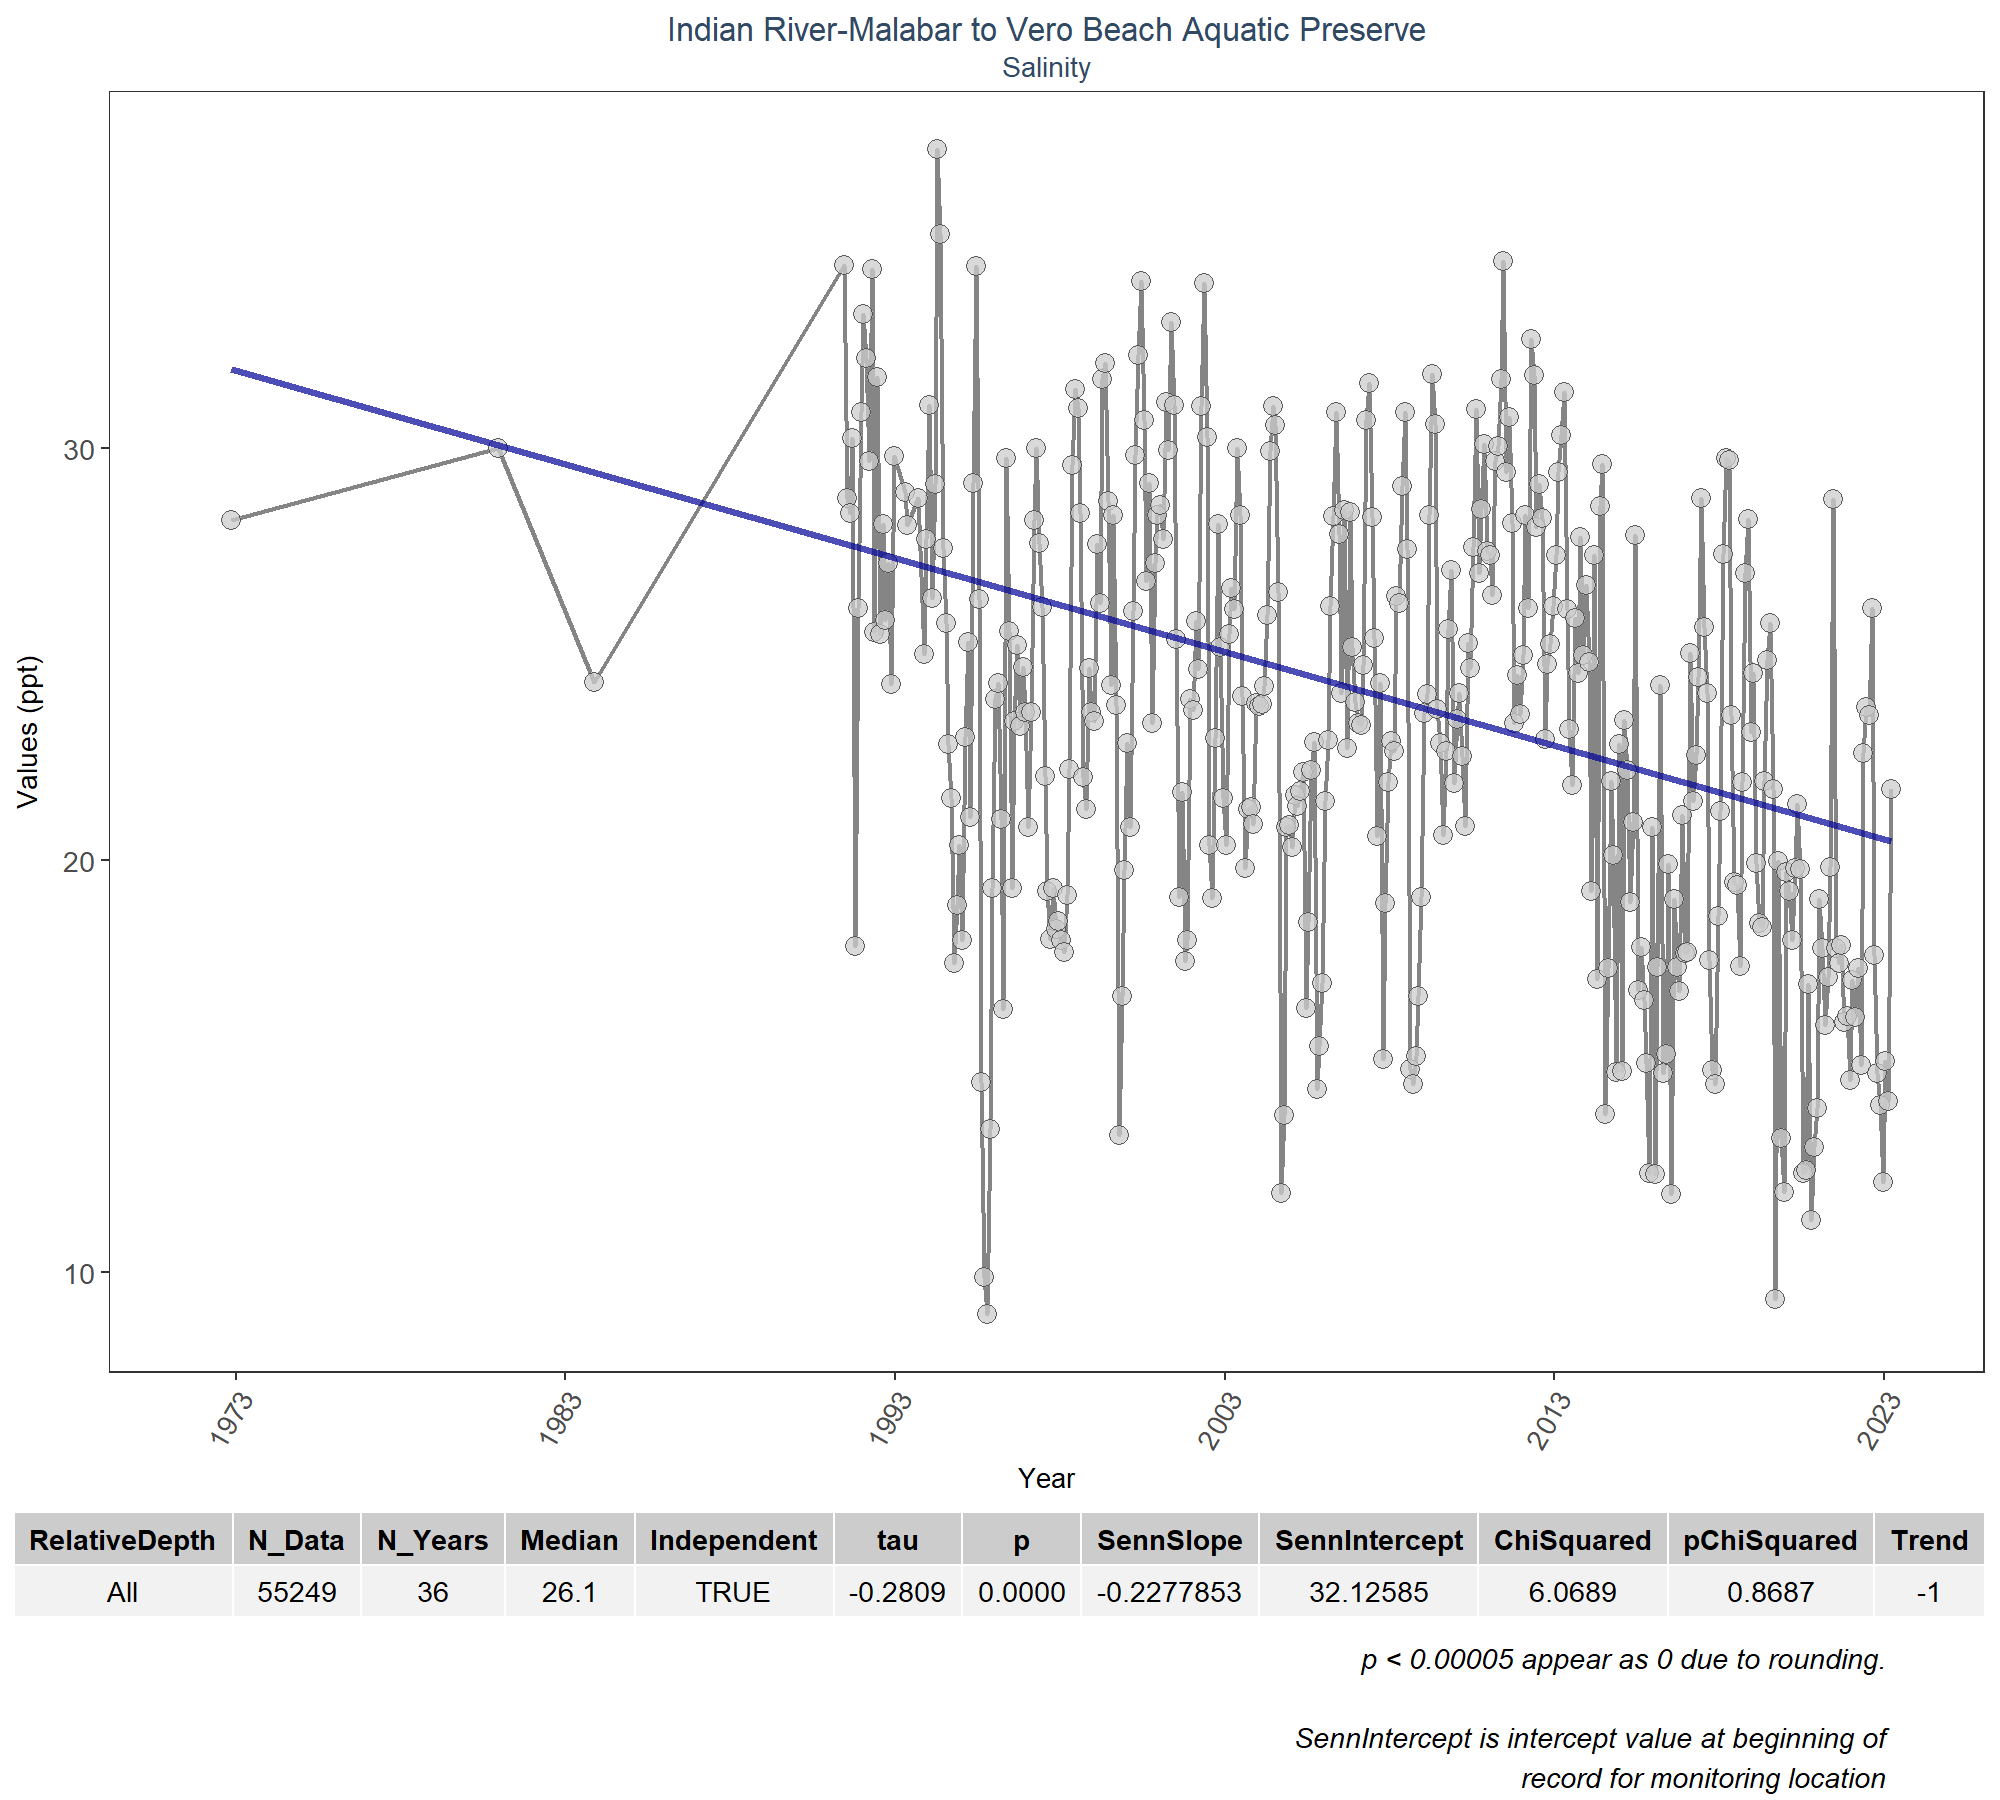 Indian River-Malabar to Vero Beach Aquatic Preserve
Salinity
Values (ppt)
30
20
10
1973
1983
1993
2003
2013
2023
Year
RelativeDepth N_Data N_Years Median Independent tau p SennSlope SennIntercept ChiSquared pChiSquared Trend
All 55249 36 26.1 TRUE -0.2809 0.0000 -0.2277853 32.12585 6.0689 0.8687 -1
p < 0.00005 appear as 0 due to rounding.
SennIntercept is intercept value at beginning of
record for monitoring location